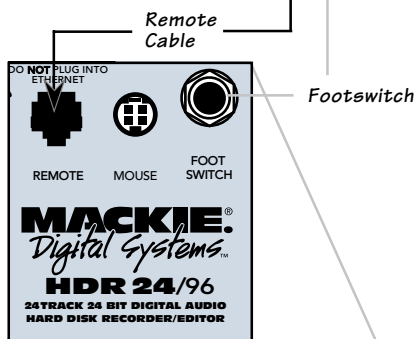 Remote
Cable
DO NOT PLUG INTO
ETHERNET
Footswitch
REMOTE
MOUSE
FOOT
SWITCH
MACKIE.®
Digital Systems™
HDR 24/96
24TRACK 24 BIT DIGITAL AUDIO
HARD DISK RECORDER/EDITOR